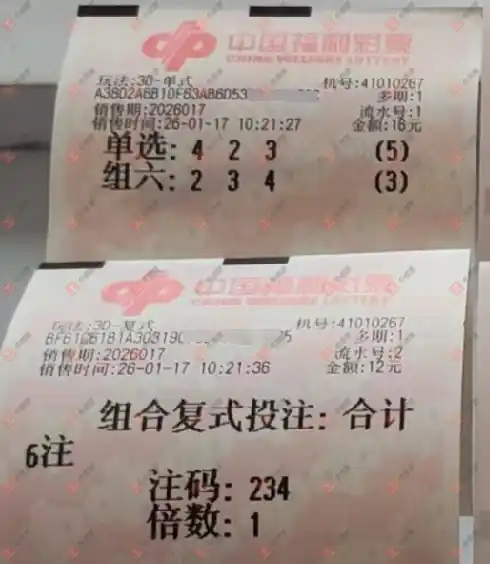 中国福利彩票
CHINA WELFARE LOTTERY
玩法:3D-单式 机号:41010267
多期:1
销售期:2026017 流水号:1
销售时间:26-01-17 10:21:27 金额:16元
单选: 4 2 3 (5)
组六: 2 3 4 (3)
中国福利彩票
CHINA WELFARE LOTTERY
玩法:3D-复式 机号:41010267
多期:1
销售期:2026017 流水号:2
销售时间:26-01-17 10:21:36 金额:12元
组合复式投注: 合计
6注
注码: 234
倍数: 1